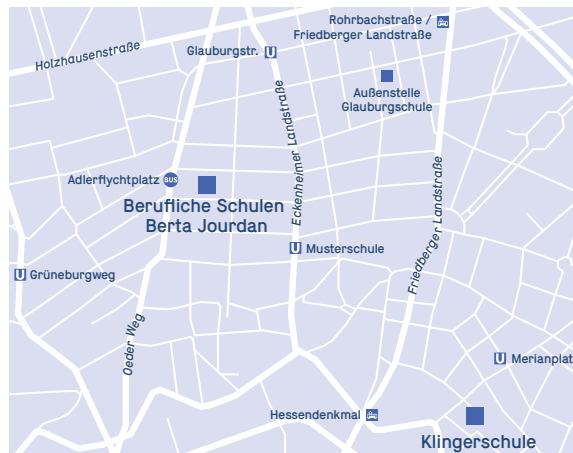 Rohrbachstraße /
Friedberger Landstraße
Glauburgstr. U
Holzhausenstraße
Außenstelle
Glauburgschule
Eckenheimer Landstraße
Adlerflychtplatz BUS
Berufliche Schulen
Berta Jourdan
Friedberger Landstraße
U Musterschule
U Grüneburgweg
Oeder Weg
U Merianplat
Hessendenkmal
Klingerschule